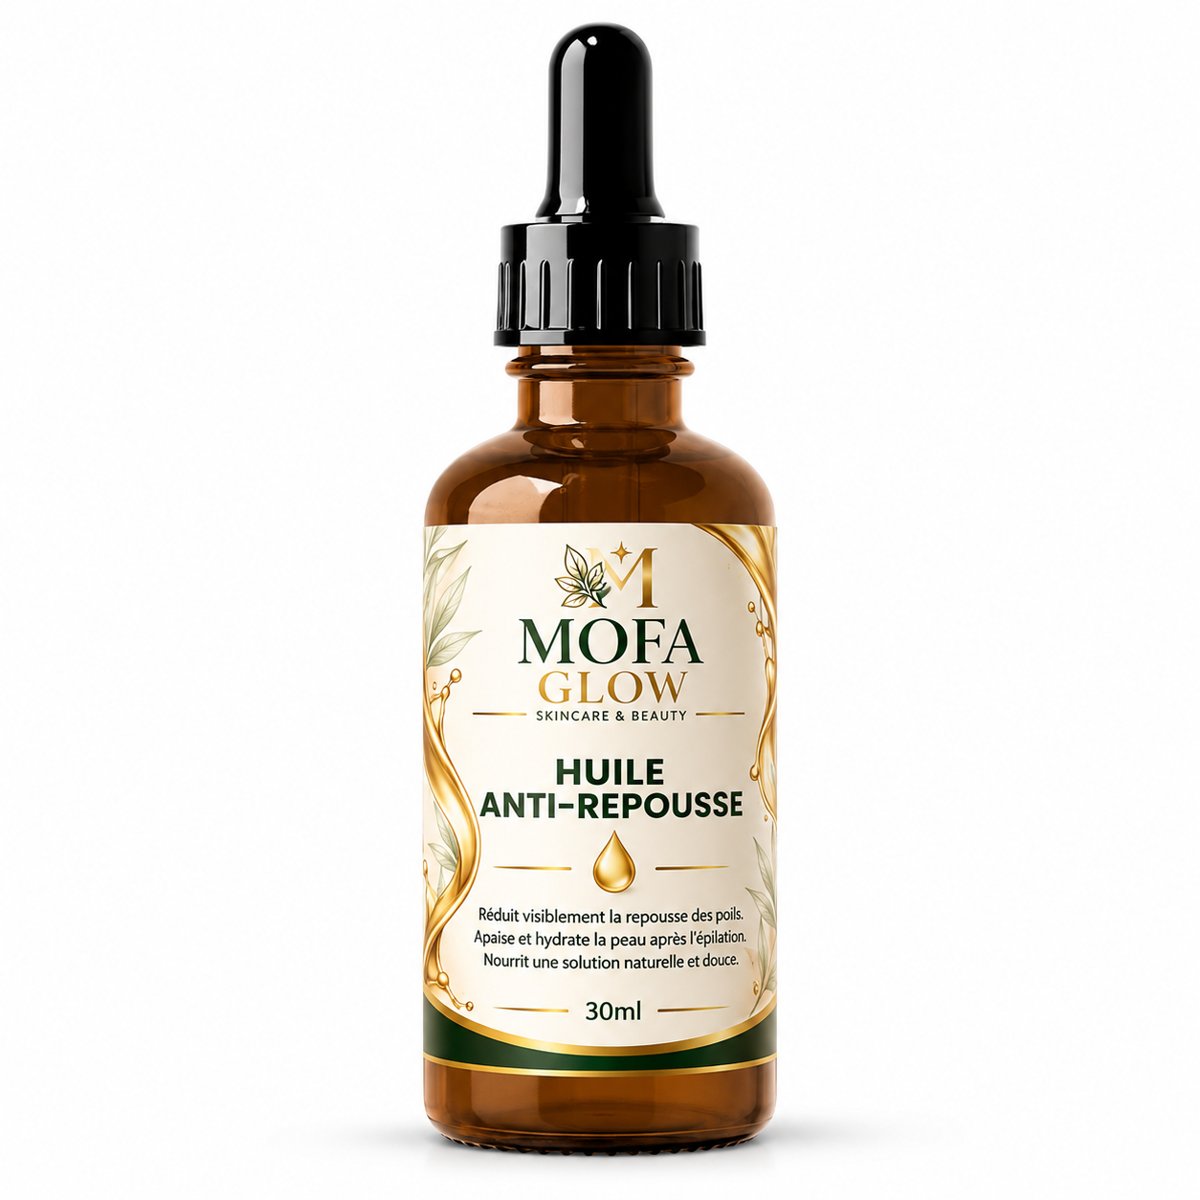 M
MOFA
GLOW
SKINCARE & BEAUTY
HUILE
ANTI-REPOUSSE
Réduit visiblement la repousse des poils.
Apaise et hydrate la peau après l'épilation.
Nourrit une solution naturelle et douce.
30ml